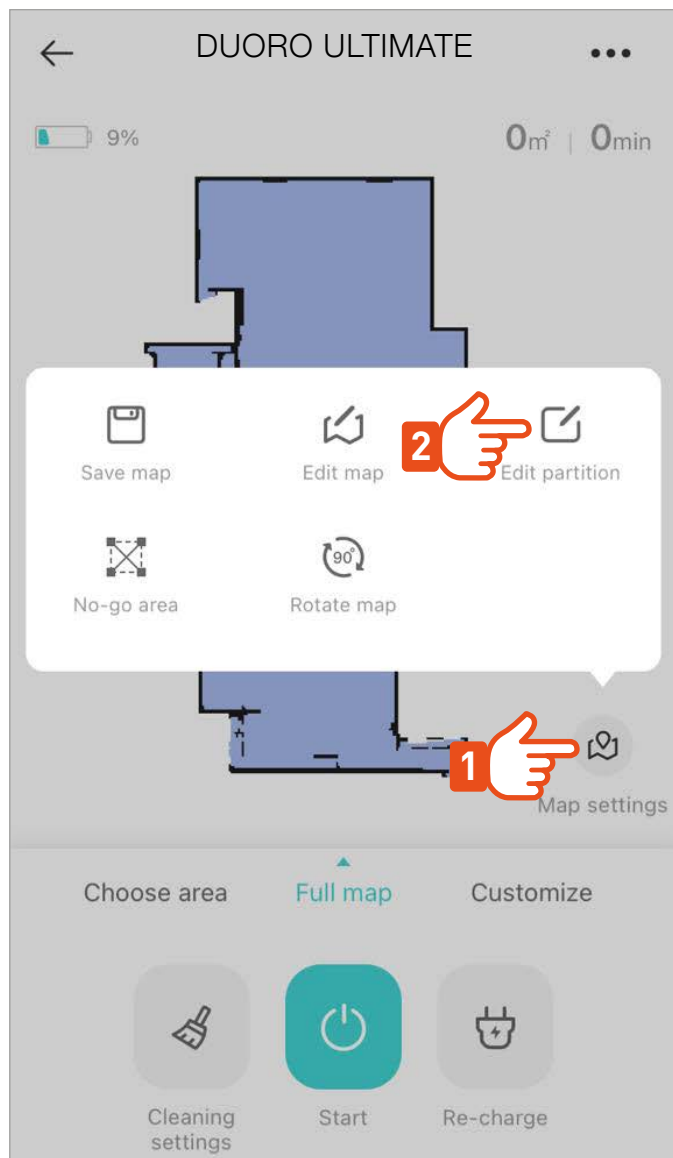 DUORO ULTIMATE
9%
0㎡ | 0min
2
Save map
Edit map
Edit partition
90°
No-go area
Rotate map
1
Map settings
Choose area
Full map
Customize
Cleaning
settings
Start
Re-charge